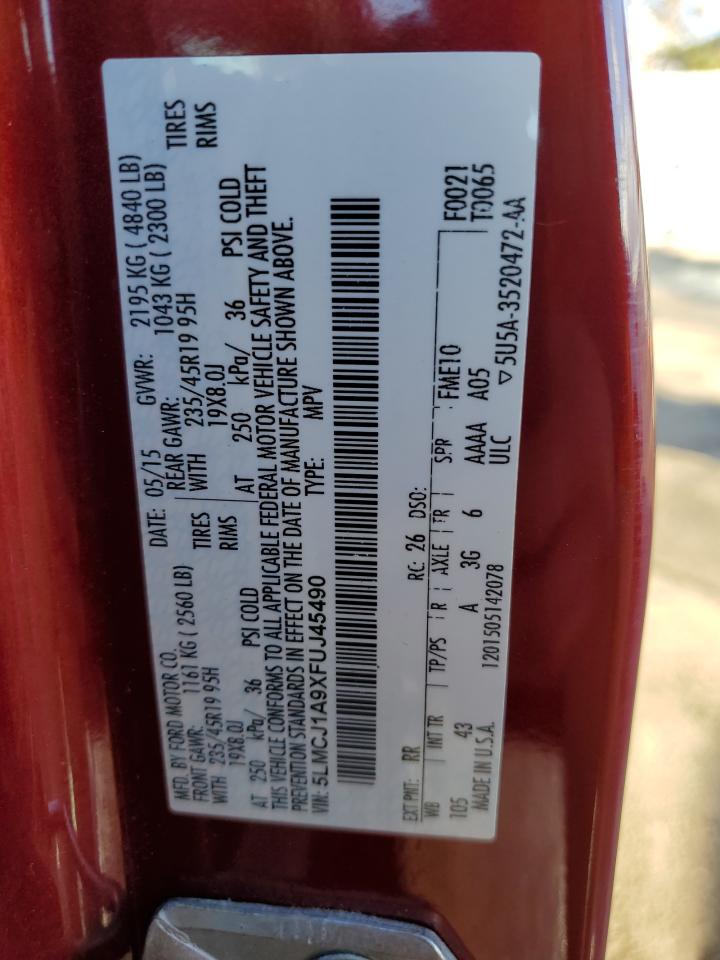 MFD. BY FORD MOTOR CO.
DATE: 05/15 GVWR: 2195 KG ( 4840 LB)
FRONT GAWR: 1161 KG ( 2560 LB) REAR GAWR: 1043 KG ( 2300 LB)
WITH 235/45R19 95H TIRES WITH 235/45R19 95H TIRES
19X8.0J RIMS 19X8.0J RIMS
AT 250 kPa/ 36 PSI COLD AT 250 kPa/ 36 PSI COLD
THIS VEHICLE CONFORMS TO ALL APPLICABLE FEDERAL MOTOR VEHICLE SAFETY AND THEFT
PREVENTION STANDARDS IN EFFECT ON THE DATE OF MANUFACTURE SHOWN ABOVE.
VIN: 5LMCJ1A9XFUJ45490 TYPE: MPV
EXT PNT: RR RC: 26 DSO: F0021
WB INT TR TP/PS R AXLE TR SPR FME10 T0065
105 43 A 3G 6 AAAA A05
MADE IN U.S.A. 1201505142078 ULC ▽5U5A-3520472-AA